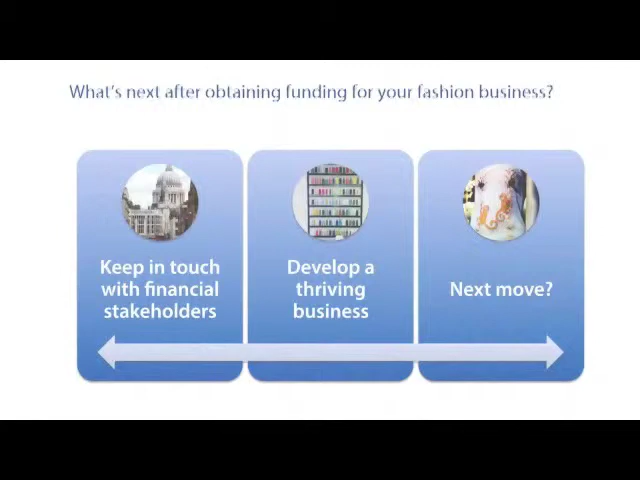 What's next after obtaining funding for your fashion business?
Keep in touch
with financial
stakeholders
Develop a
thriving
business
Next move?